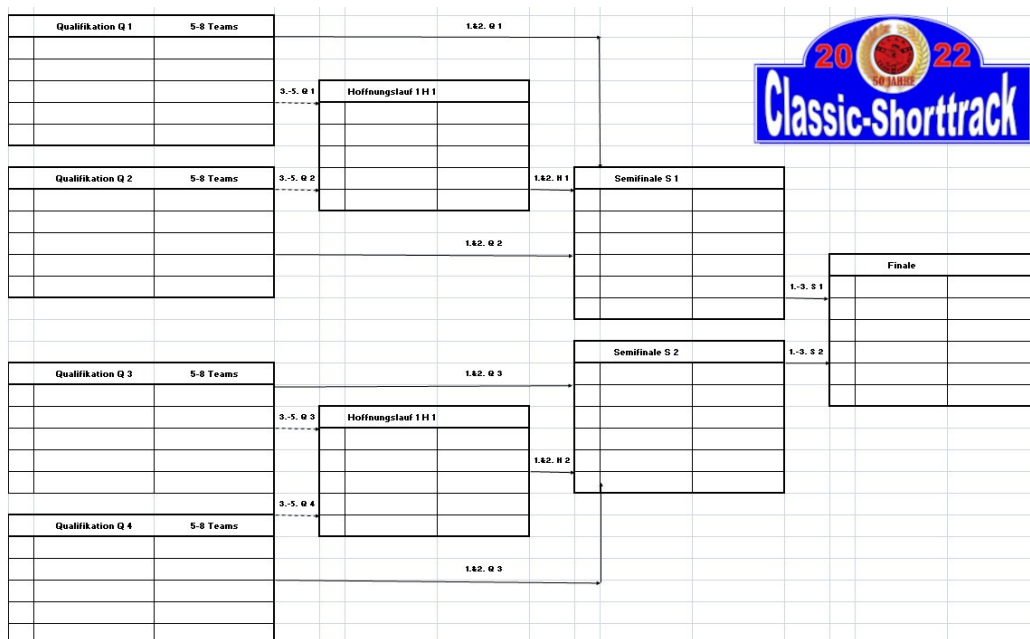 Qualifikation Q 1 5-8 Teams
1.&2. Q 1
20 22
50 JAHRE
Classic-Shorttrack
3.-5. Q 1
Hoffnungslauf 1 H 1
Qualifikation Q 2 5-8 Teams
3.-5. Q 2
1.&2. H 1
Semifinale S 1
1.&2. Q 2
Finale
1.-3. S 1
Semifinale S 2
1.-3. S 2
Qualifikation Q 3 5-8 Teams
1.&2. Q 3
3.-5. Q 3
Hoffnungslauf 1 H 1
1.&2. H 2
3.-5. Q 4
Qualifikation Q 4 5-8 Teams
1.&2. Q 3